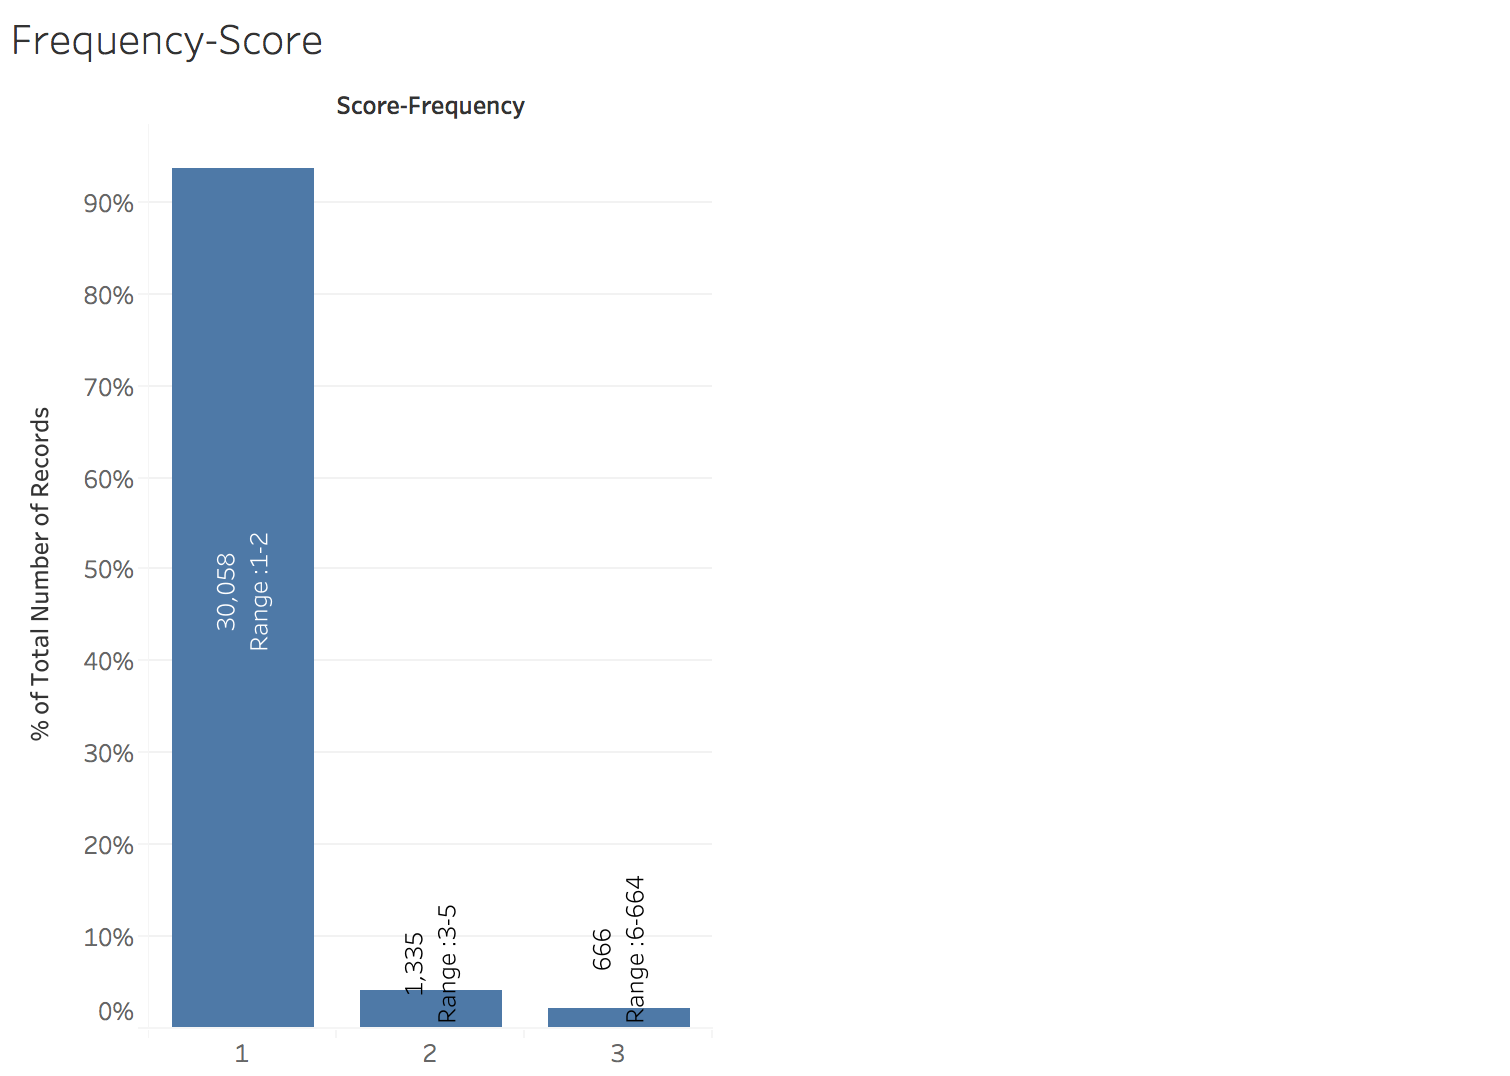 Frequency-Score
Score-Frequency
% of Total Number of Records
90%
80%
70%
60%
50%
40%
30%
20%
10%
0%
30,058
Range :1-2
1,335
Range :3-5
666
Range :6-664
1
2
3